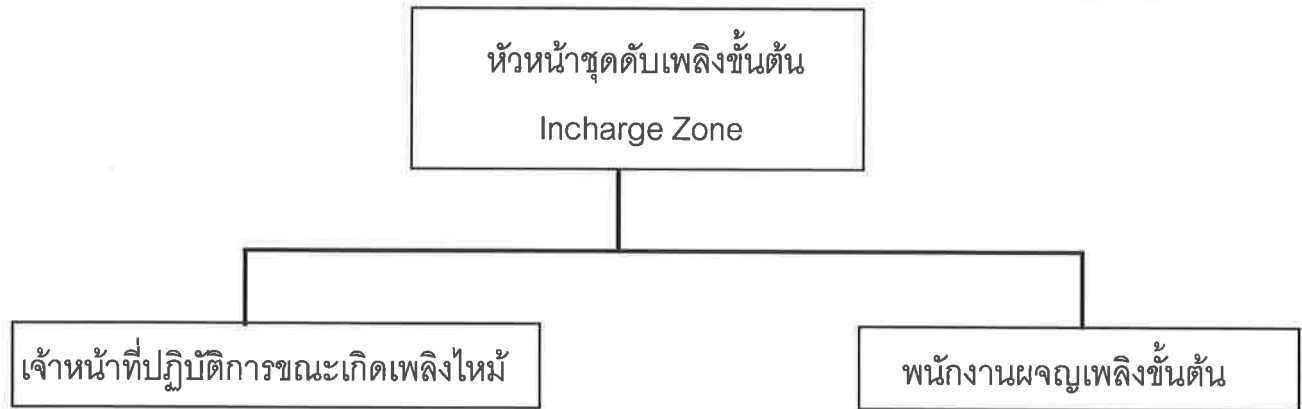 หัวหน้าชุดดับเพลิงขั้นต้น
Incharge Zone
เจ้าหน้าที่ปฏิบัติการขณะเกิดเพลิงไหม้
พนักงานผจญเพลิงขั้นต้น